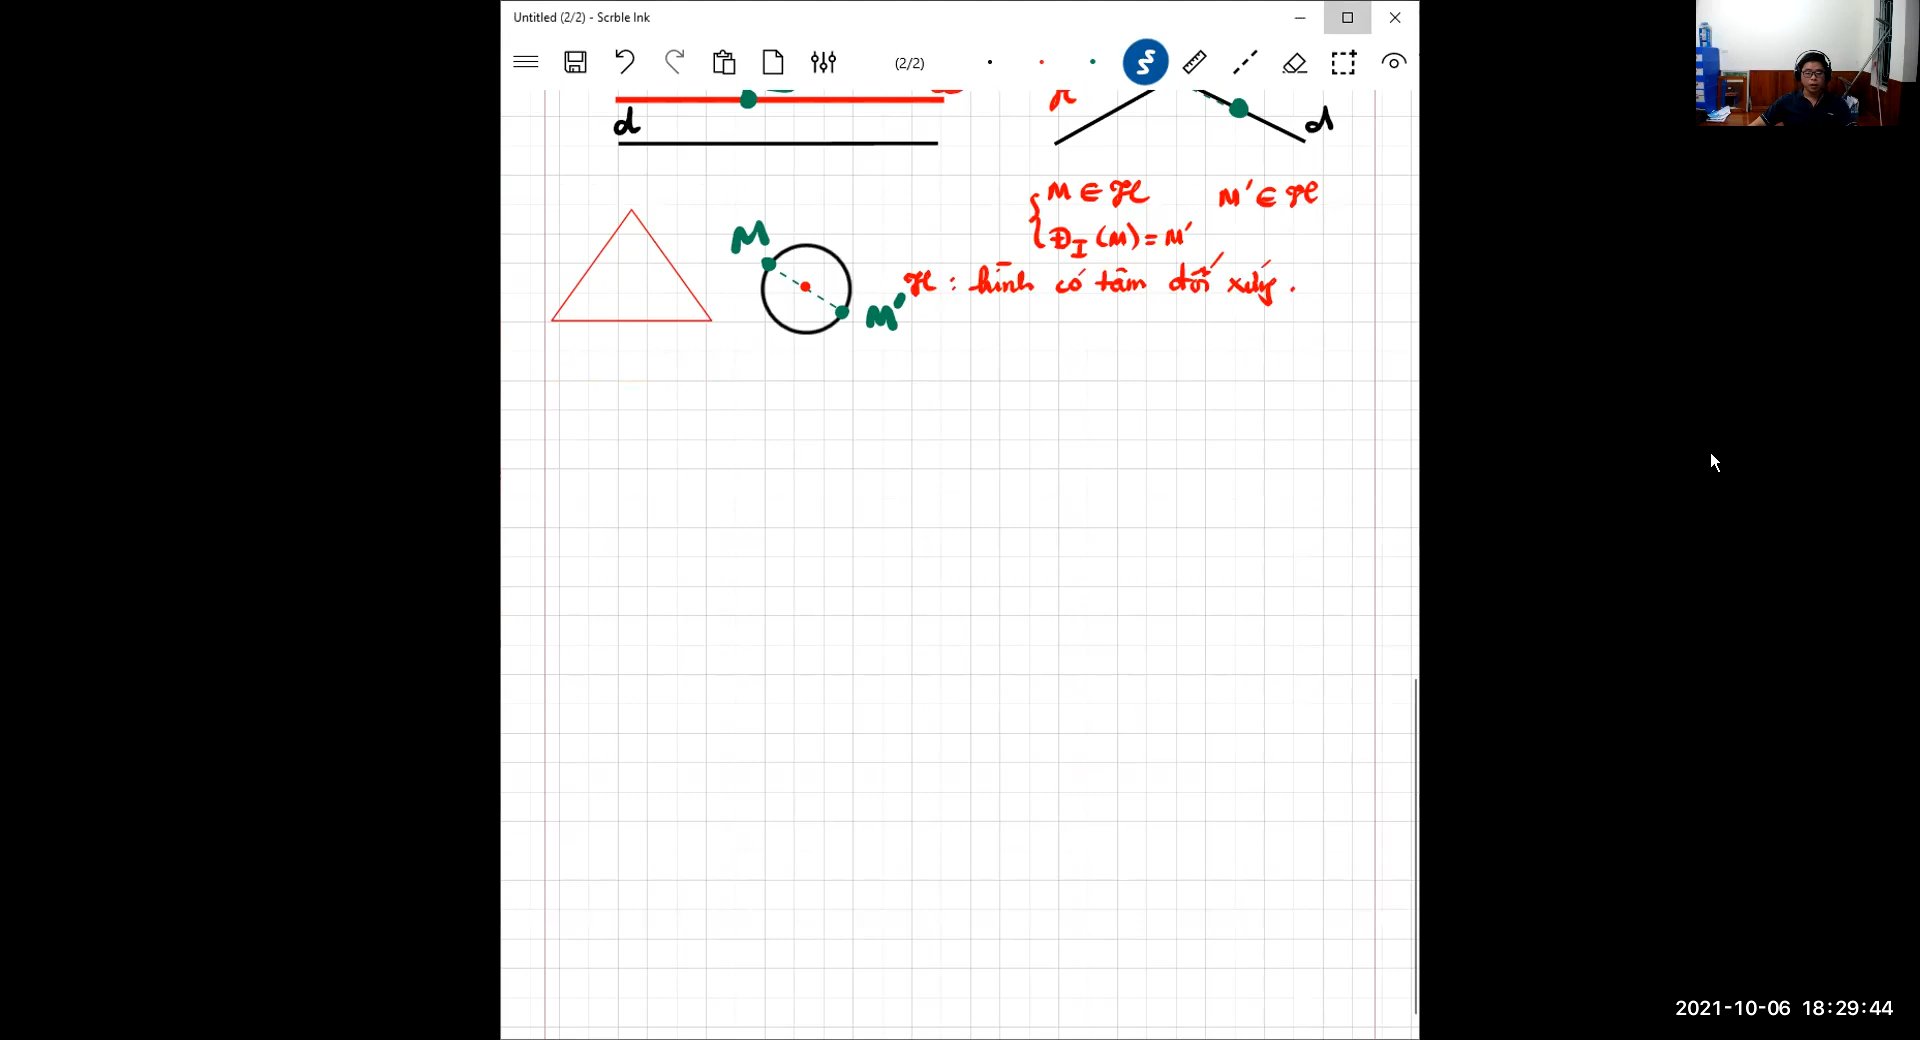 Untitled (2/2) - Scrble Ink
(2/2)
d
d
{ M ∈ ℋ M' ∈ ℋ
Đ_I (M) = M'
M
ℋ : hình có tâm đối xứng .
M'
2021-10-06 18:29:44